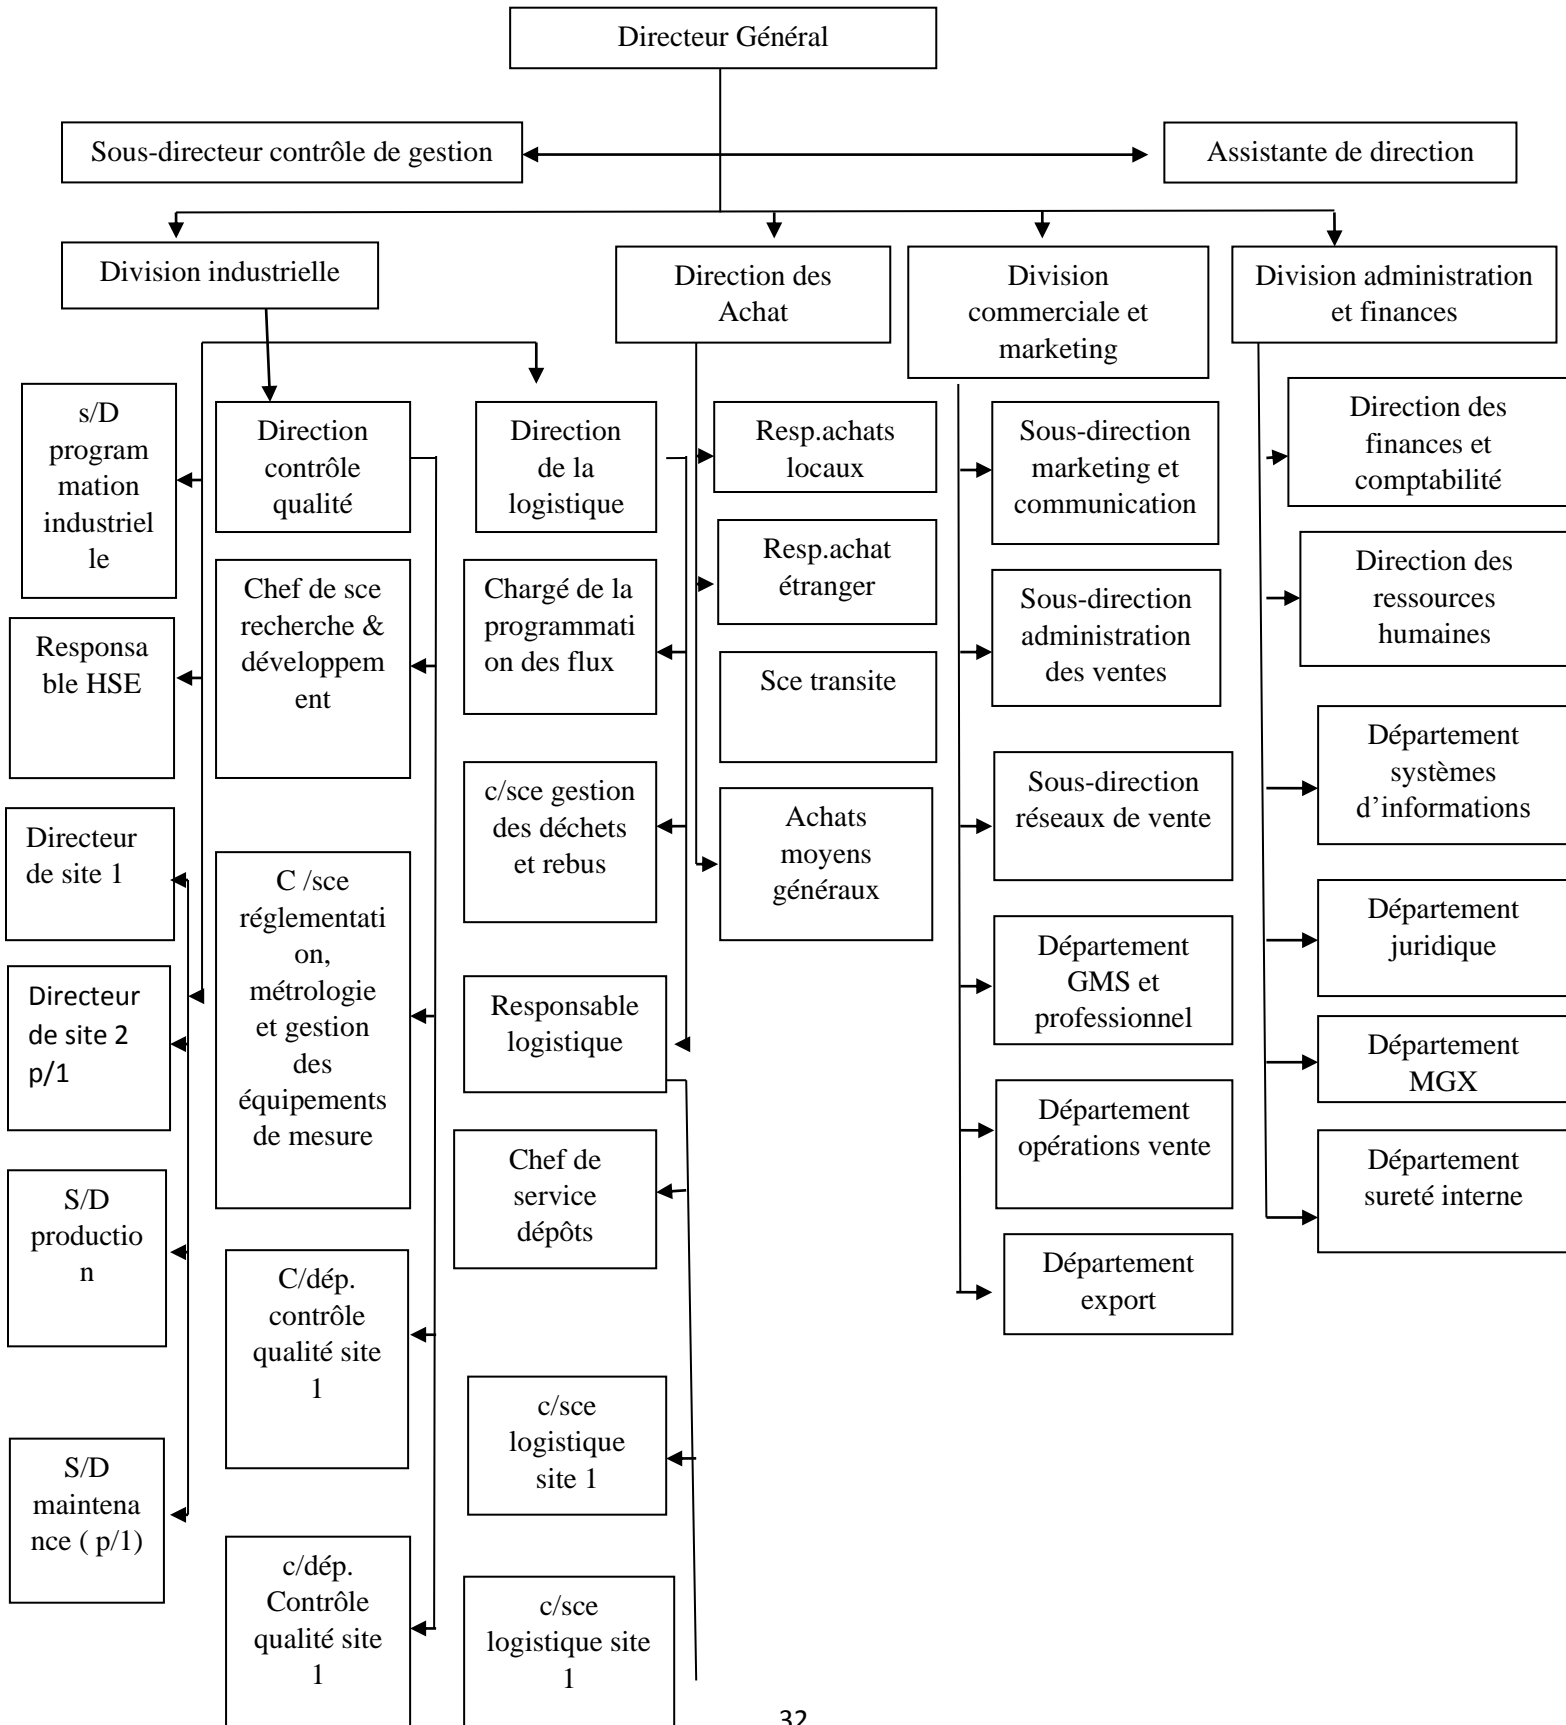 Directeur Général
Sous-directeur contrôle de gestion
Assistante de direction
Division industrielle
Direction des
Achat
Division
commerciale et
marketing
Division administration
et finances
s/D
program
mation
industriel
le
Responsa
ble HSE
Directeur
de site 1
Directeur
de site 2
p/1
S/D
productio
n
S/D
maintena
nce ( p/1)
Direction
contrôle
qualité
Chef de sce
recherche &
développem
ent
C /sce
réglementati
on,
métrologie
et gestion
des
équipements
de mesure
C/dép.
contrôle
qualité site
1
c/dép.
Contrôle
qualité site
1
Direction
de la
logistique
Chargé de la
programmati
on des flux
c/sce gestion
des déchets
et rebus
Responsable
logistique
Chef de
service
dépôts
c/sce
logistique
site 1
c/sce
logistique site
1
Resp.achats
locaux
Resp.achat
étranger
Sce transite
Achats
moyens
généraux
Sous-direction
marketing et
communication
Sous-direction
administration
des ventes
Sous-direction
réseaux de vente
Département
GMS et
professionnel
Département
opérations vente
Département
export
Direction des
finances et
comptabilité
Direction des
ressources
humaines
Département
systèmes
d’informations
Département
juridique
Département
MGX
Département
sureté interne
32